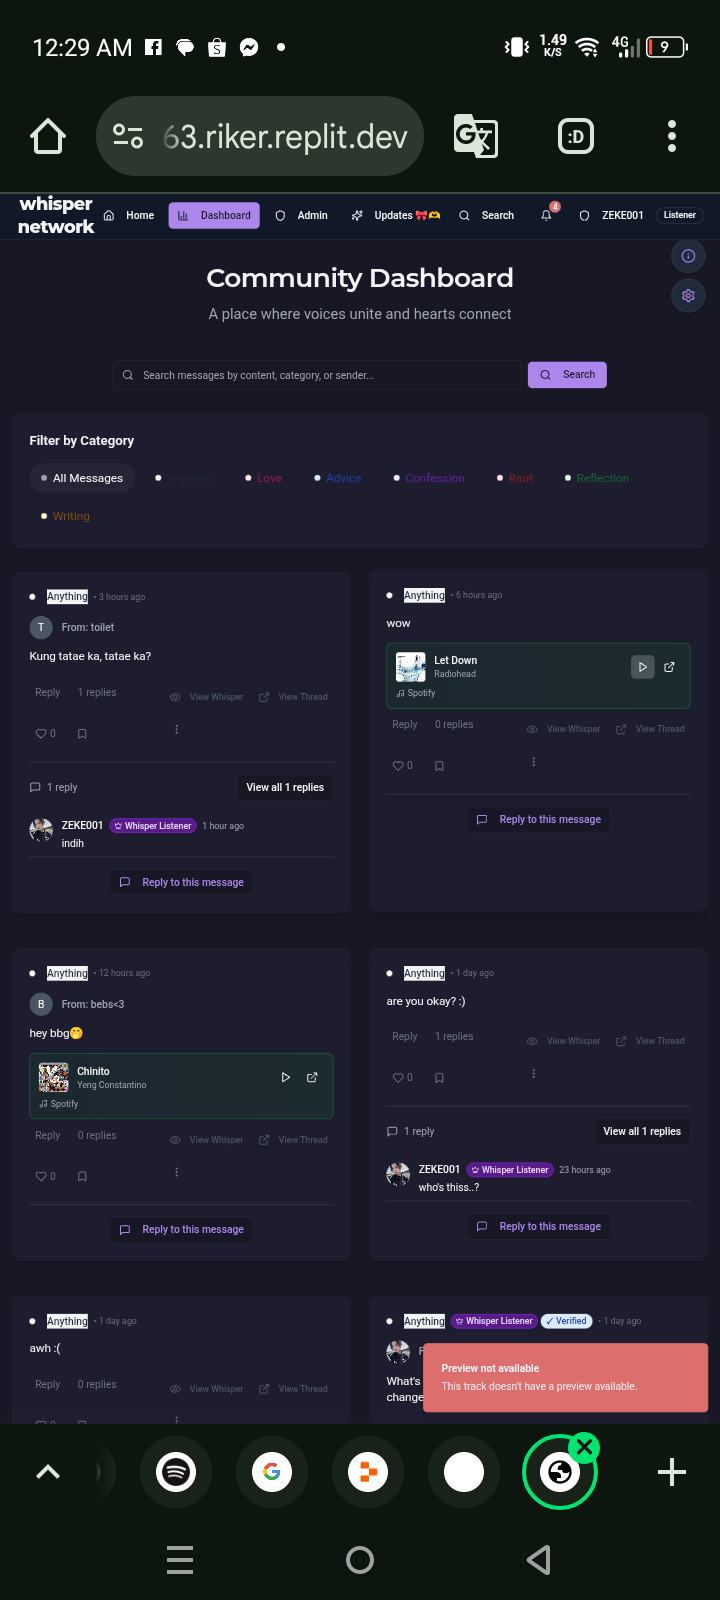 12:29 AM
1.49
K/S
4G
9
63.riker.replit.dev
:D
whisper
network
Home
Dashboard
Admin
Updates 🎀🫶
Search
4
ZEKE001
Listener
Community Dashboard
A place where voices unite and hearts connect
Search messages by content, category, or sender...
Search
Filter by Category
All Messages
Anything
Love
Advice
Confession
Rant
Reflection
Writing
Anything • 3 hours ago
T From: toilet
Kung tatae ka, tatae ka?
Reply 1 replies View Whisper View Thread
0
1 reply View all 1 replies
ZEKE001 Whisper Listener 1 hour ago
indih
Reply to this message
Anything • 6 hours ago
wow
Let Down
Radiohead
Spotify
Reply 0 replies View Whisper View Thread
0
Reply to this message
Anything • 12 hours ago
B From: bebs<3
hey bbg🤭
Chinito
Yeng Constantino
Spotify
Reply 0 replies View Whisper View Thread
0
Reply to this message
Anything • 1 day ago
are you okay? :)
Reply 1 replies View Whisper View Thread
0
1 reply View all 1 replies
ZEKE001 Whisper Listener 23 hours ago
who's thiss..?
Reply to this message
Anything • 1 day ago
awh :(
Reply 0 replies View Whisper View Thread
Anything Whisper Listener ✓ Verified • 1 day ago
What's
change
Preview not available
This track doesn't have a preview available.